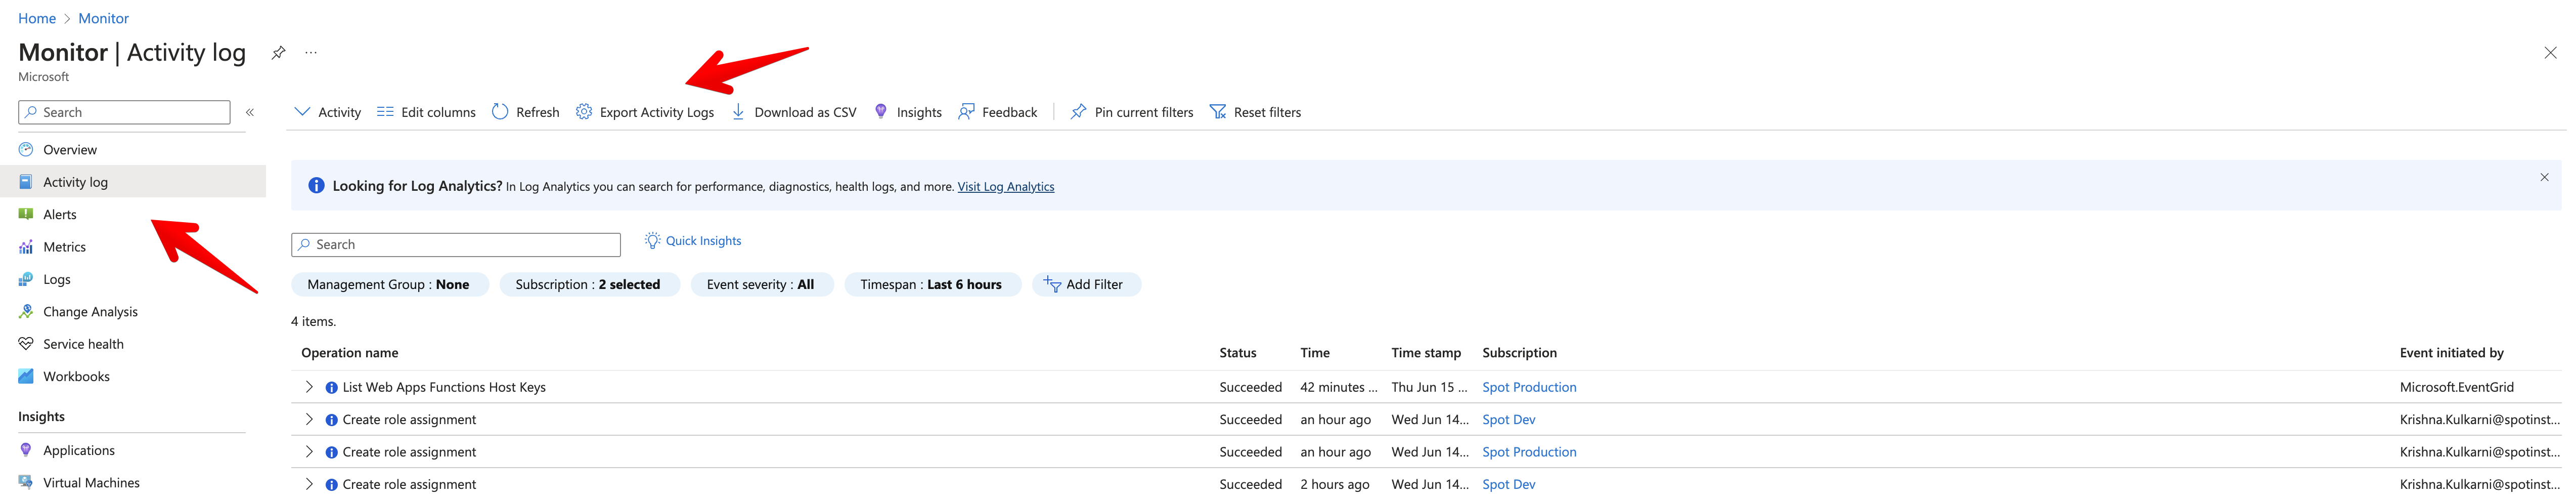 Home > Monitor
Monitor | Activity log ...
Microsoft
Search «
Overview
Activity log
Alerts
Metrics
Logs
Change Analysis
Service health
Workbooks
Insights
Applications
Virtual Machines
Activity Edit columns Refresh Export Activity Logs Download as CSV Insights Feedback Pin current filters Reset filters
Looking for Log Analytics? In Log Analytics you can search for performance, diagnostics, health logs, and more. Visit Log Analytics
Search Quick Insights
Management Group : None Subscription : 2 selected Event severity : All Timespan : Last 6 hours Add Filter
4 items.
Operation name Status Time Time stamp Subscription Event initiated by
List Web Apps Functions Host Keys Succeeded 42 minutes ... Thu Jun 15 ... Spot Production Microsoft.EventGrid
Create role assignment Succeeded an hour ago Wed Jun 14... Spot Dev Krishna.Kulkarni@spotinst...
Create role assignment Succeeded an hour ago Wed Jun 14... Spot Production Krishna.Kulkarni@spotinst...
Create role assignment Succeeded 2 hours ago Wed Jun 14... Spot Dev Krishna.Kulkarni@spotinst...